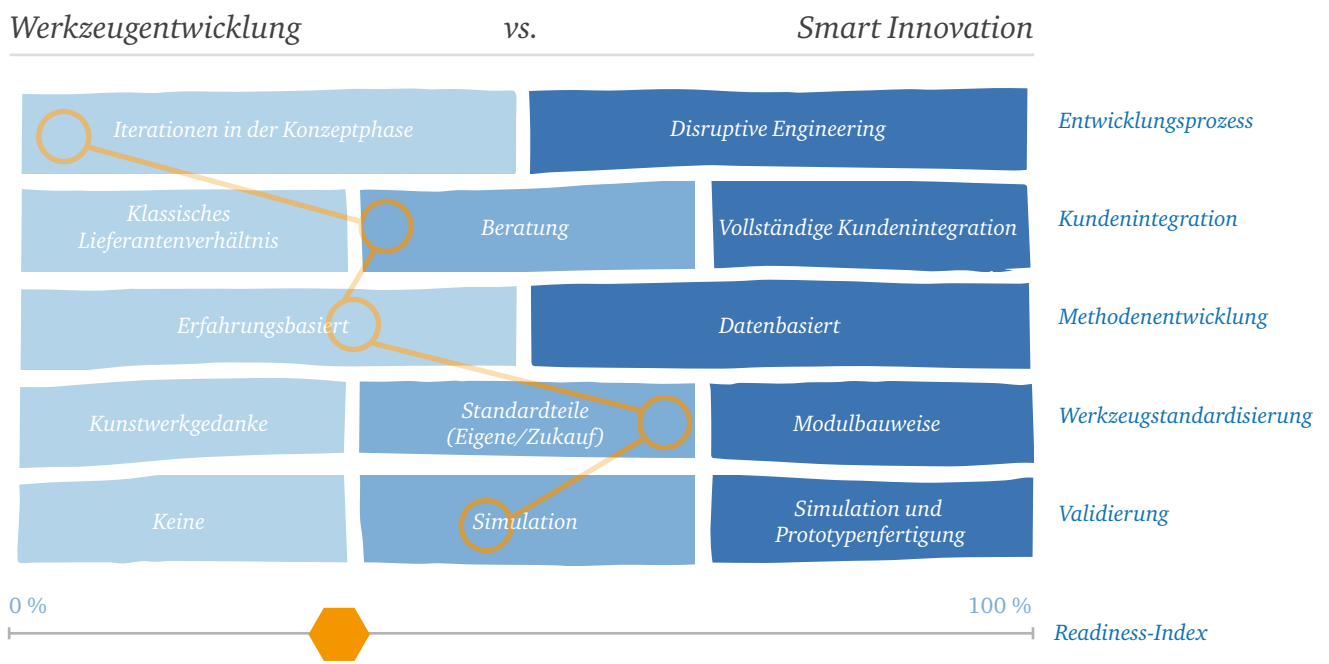 Werkzeugentwicklung vs. Smart Innovation
Iterationen in der Konzeptphase Disruptive Engineering Entwicklungsprozess
Klassisches
Lieferantenverhältnis Beratung Vollständige Kundenintegration Kundenintegration
Erfahrungsbasiert Datenbasiert Methodenentwicklung
Kunstwerkgedanke Standardteile
(Eigene/Zukauf) Modulbauweise Werkzeugstandardisierung
Keine Simulation Simulation und
Prototypenfertigung Validierung
0 % 100 %
Readiness-Index